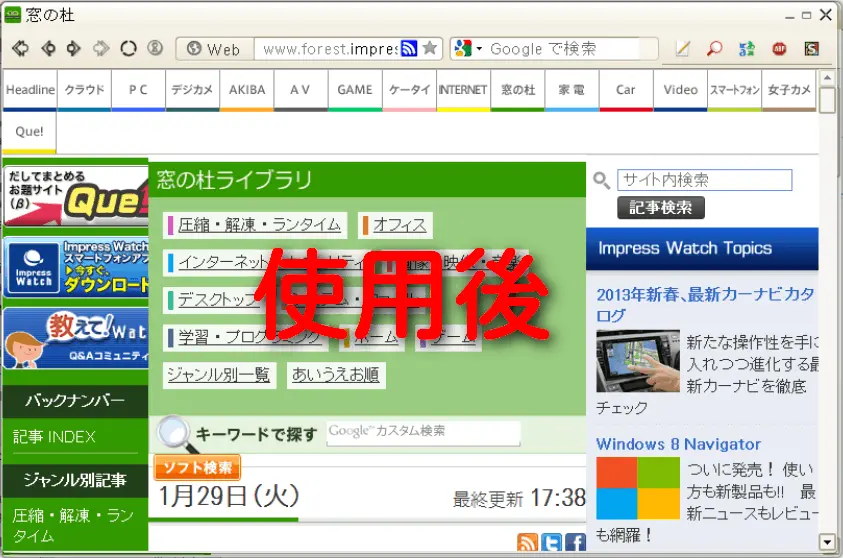 窓の杜
Web
www.forest.impres
Google で検索
Headline
クラウド
PC
デジカメ
AKIBA
AV
GAME
ケータイ
INTERNET
窓の杜
家電
Car
Video
スマートフォン
女子カメ
Que!
だしてまとめる
お題サイト
(β)
Que!
窓の杜ライブラリ
サイト内検索
記事検索
圧縮・解凍・ランタイム
オフィス
Impress Watch
スマートフォンアプ
今すぐ
ダウンロード
Impress
Watch
インターネット
デスクトップ
使用後
学習・プログラミング
ホーム
ゲーム
ジャンル別一覧
あいうえお順
教えて!Wat
Q&Aコミュニティ
Impress Watch Topics
2013年新春、最新カーナビカタ
ログ
新たな操作性を手に
入れつつ進化する最
新カーナビを徹底
チェック
バックナンバー
記事 INDEX
ジャンル別記事
圧縮・解凍・ラン
タイム
キーワードで探す
Google™カスタム検索
ソフト検索
1月29日(火)
最終更新 17:38
Windows 8 Navigator
ついに発売! 使い
方も新製品も!! 最
新ニュースもレビュー
も網羅!